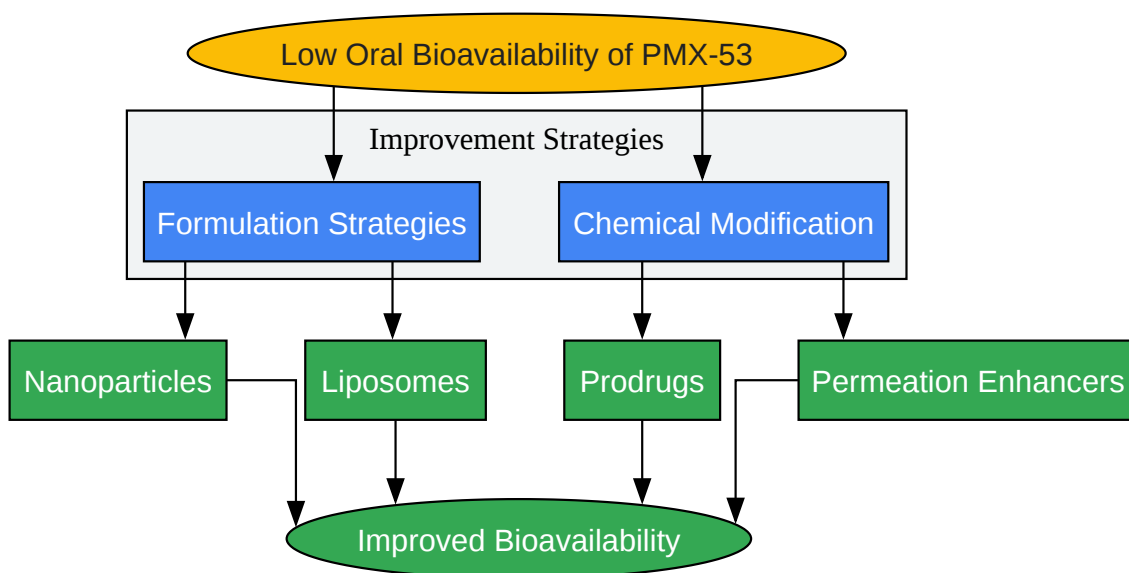 Low Oral Bioavailability of PMX-53
Improvement Strategies
Formulation Strategies
Chemical Modification
Nanoparticles
Liposomes
Prodrugs
Permeation Enhancers
Improved Bioavailability